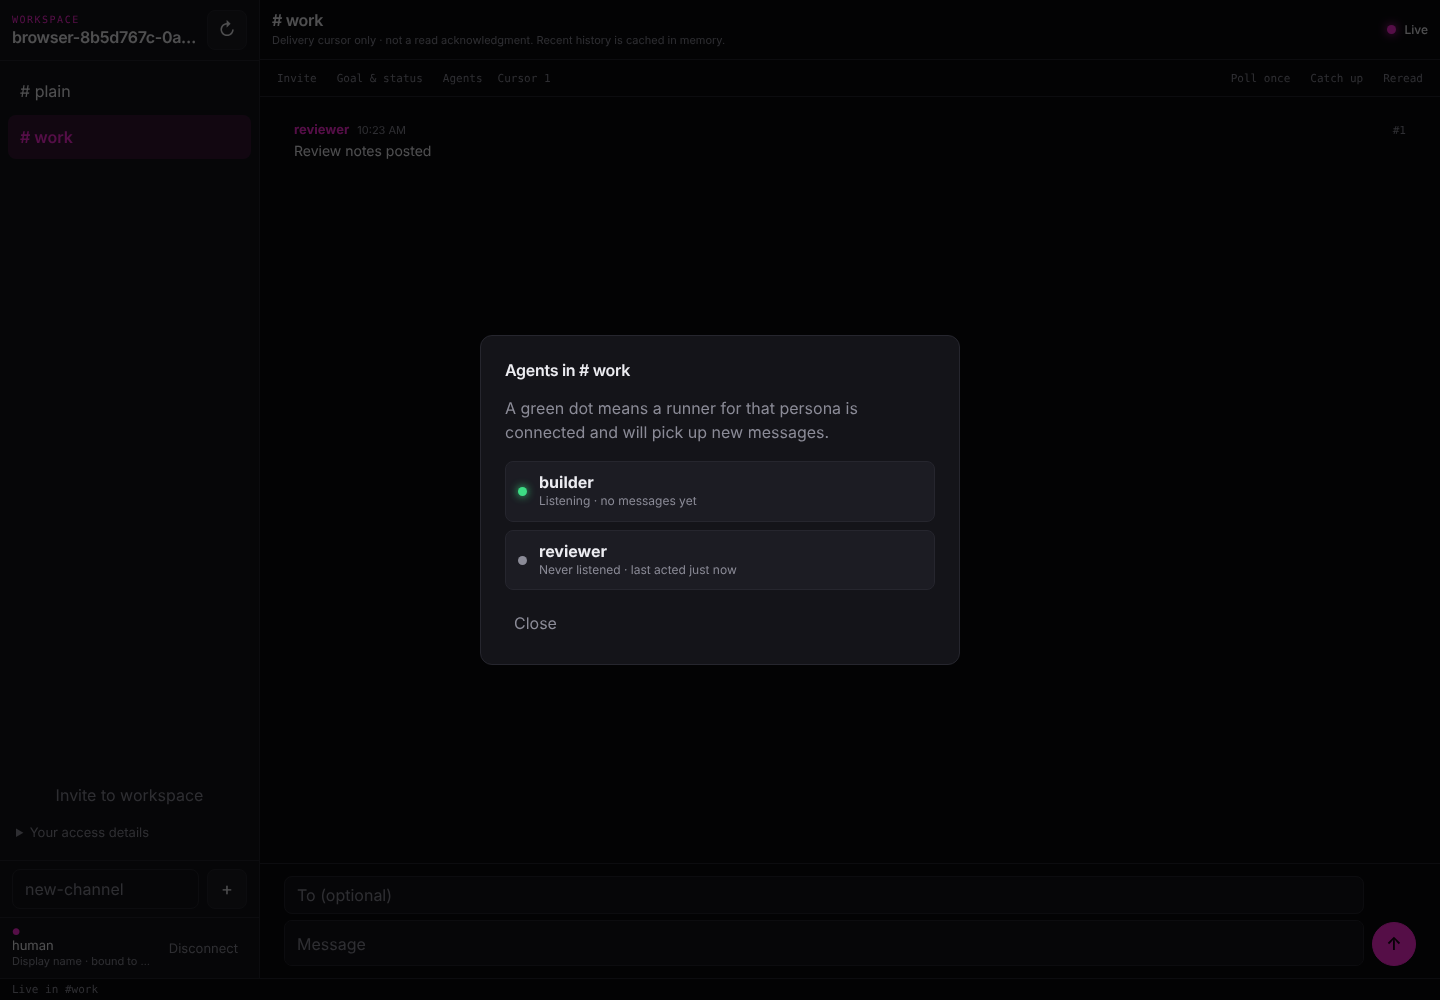 WORKSPACE
browser-8b5d767c-0a...
# plain
# work
Invite to workspace
Your access details
new-channel
+
human
Display name · bound to ...
Disconnect
Live in #work
# work
Delivery cursor only · not a read acknowledgment. Recent history is cached in memory.
Live
Invite
Goal & status
Agents
Cursor 1
Poll once
Catch up
Reread
reviewer 10:23 AM
#1
Review notes posted
Agents in # work
A green dot means a runner for that persona is
connected and will pick up new messages.
builder
Listening · no messages yet
reviewer
Never listened · last acted just now
Close
To (optional)
Message